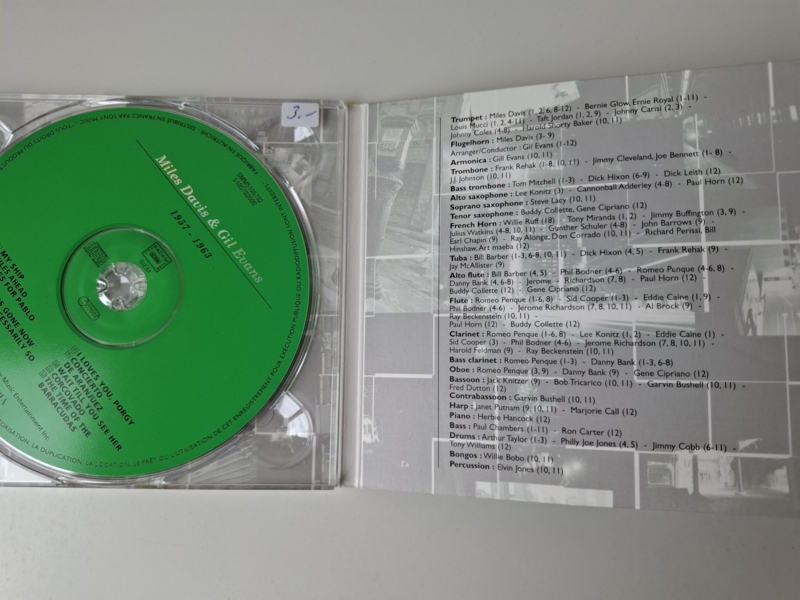 3.-
Miles Davis & Gil Evans
1957 - 1963
MY SHIP
FOR PABLO
GONE NOW
I LOVES YOU, PORGY
CONCIERTO
DE ARANJUEZ
WAIT TILL YOU SEE HER
CORCOVADO
THE TIME OF THE
BARRACUDAS
Music Entertainment Inc.
Trumpet : Miles Davis (1, 2, 6, 8-12) - Bernie Glow, Ernie Royal (1-11) -
Louis Mucci (1, 2, 4, 11) - Taft Jordan (1, 2, 9) - Johnny Carisi (2, 3) -
Johnny Coles (4-8) - Harold Shorty Baker (10, 11)
Flugelhorn : Miles Davis (3- 9)
Arranger/Conductor : Gil Evans (1-12)
Armonica : Gill Evans (10, 11)
Trombone : Frank Rehak (1-8, 10, 11) - Jimmy Cleveland, Joe Bennett (1- 8) -
J.J. Johnson (10, 11)
Bass trombone : Tom Mitchell (1-3) - Dick Hixon (6-9) - Dick Leith (12)
Alto saxophone : Lee Konitz (- 3) - Cannonball Adderley (4-8) - Paul Horn (12)
Soprano saxophone : Steve Lacy (10, 11)
Tenor saxophone : Buddy Collette, Gene Cipriano (12)
French Horn : Willie Ruff (18) - Tony Miranda (1, 2) - Jimmy Buffington (3, 9) -
Julius Watkins (4-8, 10, 11) - Gunther Schuler (4-8) - John Barrows (9) -
Earl Chapin (9) - Ray Alonge, Don Corrado (10, 11) - Richard Perissi, Bill
Hinshaw, Art maeba (12)
Tuba : Bill Barber (1-3, 6-8, 10, 11) - Dick Hixon (4, 5) - Frank Rehak (9) -
Jay McAllister (9)
Alto flute : Bill Barber (4, 5) - Phil Bodner (4-6) - Romeo Penque (4-6, 8) -
Danny Bank (4, 6-8) - Jerome - Richardson (7, 8) - Paul Horn (12) -
Buddy Collette (12) - Gene Cipriano (12)
Flute : Romeo Penque (1-6, 8) - Sid Cooper (1-3) - Eddie Caine (1, 9) -
Phil Bodner (4-6) - Jerome Richardson (7, 8, 10, 11) - Al Brock (9) -
Ray Beckenstein (10, 11) -
Paul Horn (12) - Buddy Collette (12)
Clarinet : Romeo Penque (1-6, 8) - Lee Konitz (1, 2) - Eddie Caine (1) -
Sid Cooper (3) - Phil Bodner (4-6) - Jerome Richardson (7, 8, 10, 11) -
Harold Feldman (9) - Ray Beckenstein (10, 11)
Bass clarinet : Romeo Penque (1-3) - Danny Bank (1-3, 6-8)
Oboe : Romeo Penque (3, 9) - Danny Bank (9) - Gene Cipriano (12)
Bassoon : Jack Knitzer (9) - Bob Tricarico (10, 11) - Garvin Bushell (10, 11) -
Fred Dutton (12)
Contrabassoon : Garvin Bushell (10, 11)
Harp : janet Putnam (9, 10, 11) - Marjorie Call (12)
Piano : Herbie Hancock (12)
Bass : Paul Chambers (1-11) - Ron Carter (12)
Drums : Arthur Taylor (1-3) - Philly Joe Jones (4, 5) - Jimmy Cobb (6-11) -
Tony Williams (12)
Bongos : Willie Bobo (10, 11)
Percussion : Elvin Jones (10, 11)